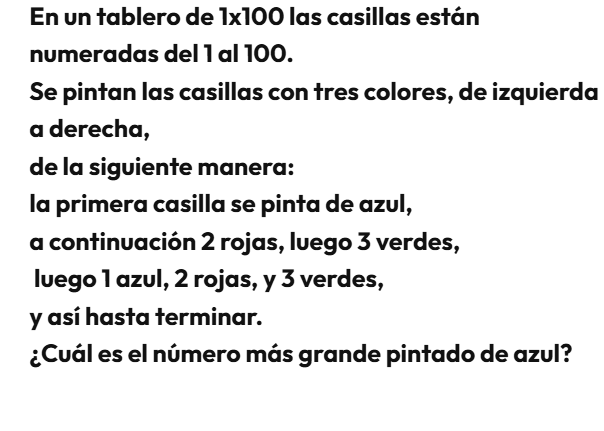 En un tablero de 1x100 las casillas están
numeradas del 1 al 100.
Se pintan las casillas con tres colores, de izquierda
a derecha,
de la siguiente manera:
la primera casilla se pinta de azul,
a continuación 2 rojas, luego 3 verdes,
luego 1 azul, 2 rojas, y 3 verdes,
y así hasta terminar.
¿Cuál es el número más grande pintado de azul?